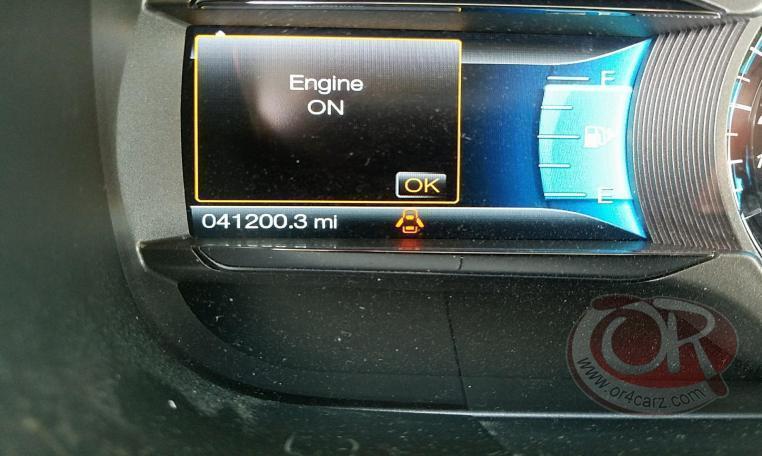 Engine
ON
OK
F
E
041200.3 mi
OR
www.or4carz.com